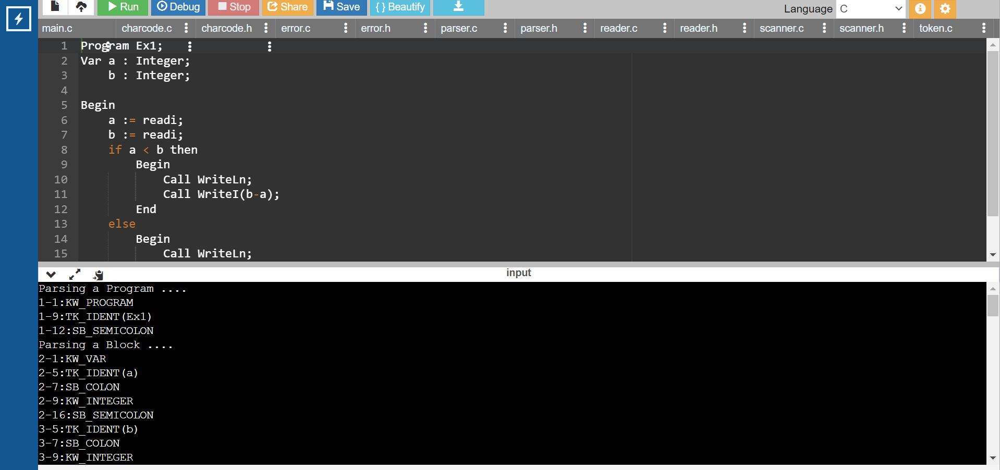 Run Debug Stop Share Save { } Beautify Language C
main.c charcode.c charcode.h error.c error.h parser.c parser.h reader.c reader.h scanner.c scanner.h token.c
1 Program Ex1;
2 Var a : Integer;
3 b : Integer;
4
5 Begin
6 a := readi;
7 b := readi;
8 if a < b then
9 Begin
10 Call WriteLn;
11 Call WriteI(b-a);
12 End
13 else
14 Begin
15 Call WriteLn;
input
Parsing a Program ....
1-1:KW_PROGRAM
1-9:TK_IDENT(Ex1)
1-12:SB_SEMICOLON
Parsing a Block ....
2-1:KW_VAR
2-5:TK_IDENT(a)
2-7:SB_COLON
2-9:KW_INTEGER
2-16:SB_SEMICOLON
3-5:TK_IDENT(b)
3-7:SB_COLON
3-9:KW_INTEGER